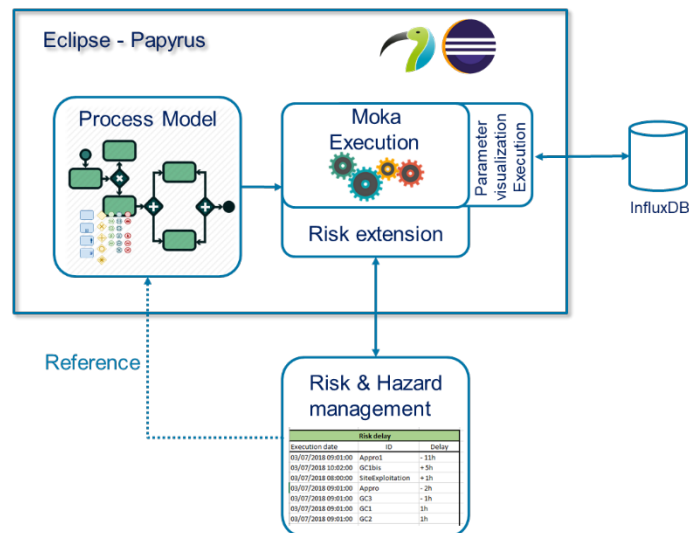 Eclipse - Papyrus
Process Model
Moka
Execution
Parameter
visualization
Execution
Risk extension
InfluxDB
Reference
Risk & Hazard
management
Risk delay
Execution date ID Delay
03/07/2018 09:01:00 Appro1 - 11h
03/07/2018 10:02:00 GC1bis + 5h
03/07/2018 08:00:00 SiteExploitation + 1h
03/07/2018 09:01:00 Appro - 2h
03/07/2018 09:01:00 GC3 - 1h
03/07/2018 09:01:00 GC1 1h
03/07/2018 09:01:00 GC2 1h